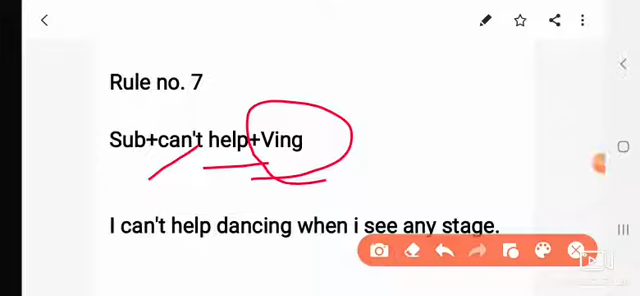 Rule no. 7
Sub+can't help+Ving
I can't help dancing when i see any stage.